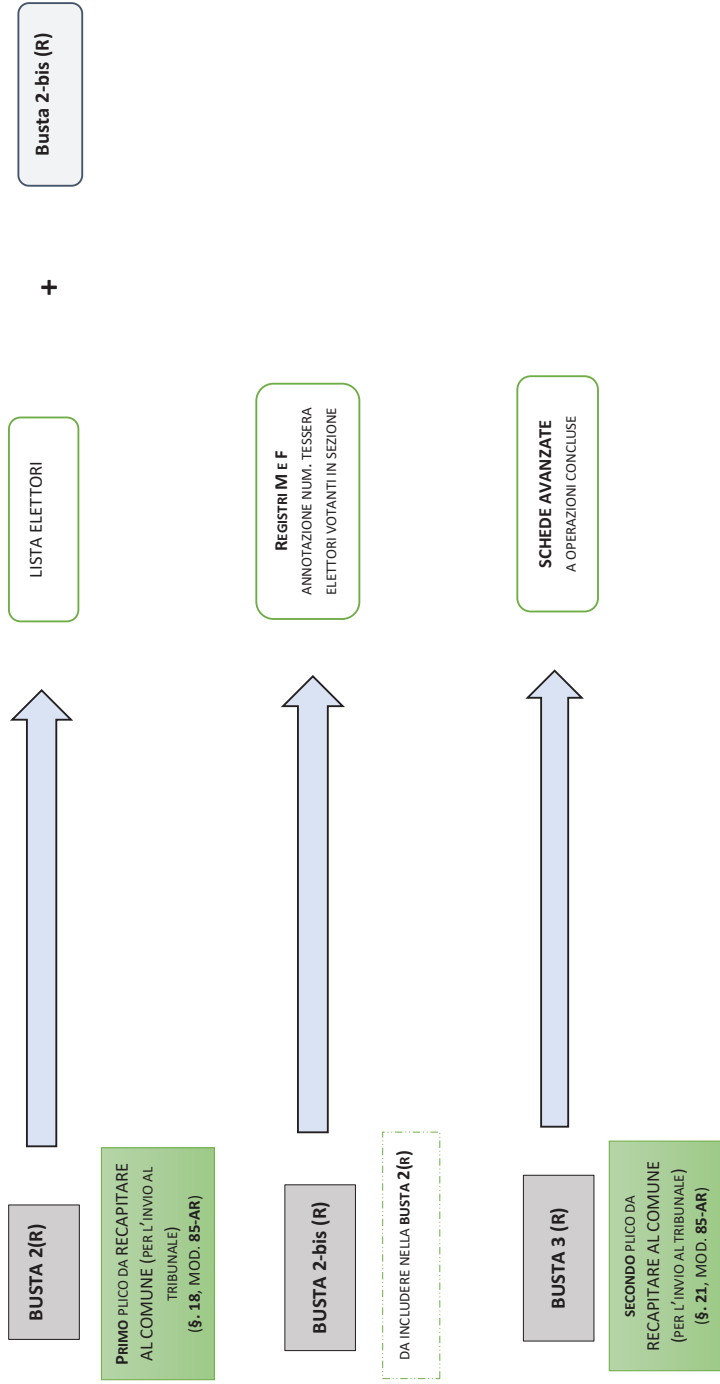 BUSTA 2(R)
PRIMO PLICO DA RECAPITARE
AL COMUNE (PER L'INVIO AL
TRIBUNALE)
(§. 18, MOD. 85-AR)
LISTA ELETTORI
+
Busta 2-bis (R)
BUSTA 2-bis (R)
DA INCLUDERE NELLA BUSTA 2(R)
REGISTRI M E F
ANNOTAZIONE NUM. TESSERA
ELETTORI VOTANTI IN SEZIONE
BUSTA 3 (R)
SECONDO PLICO DA
RECAPITARE AL COMUNE
(PER L'INVIO AL TRIBUNALE)
(§. 21, MOD. 85-AR)
SCHEDE AVANZATE
A OPERAZIONI CONCLUSE